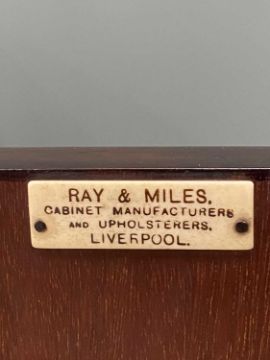 RAY & MILES,
CABINET MANUFACTURERS
AND UPHOLSTERERS,
LIVERPOOL.